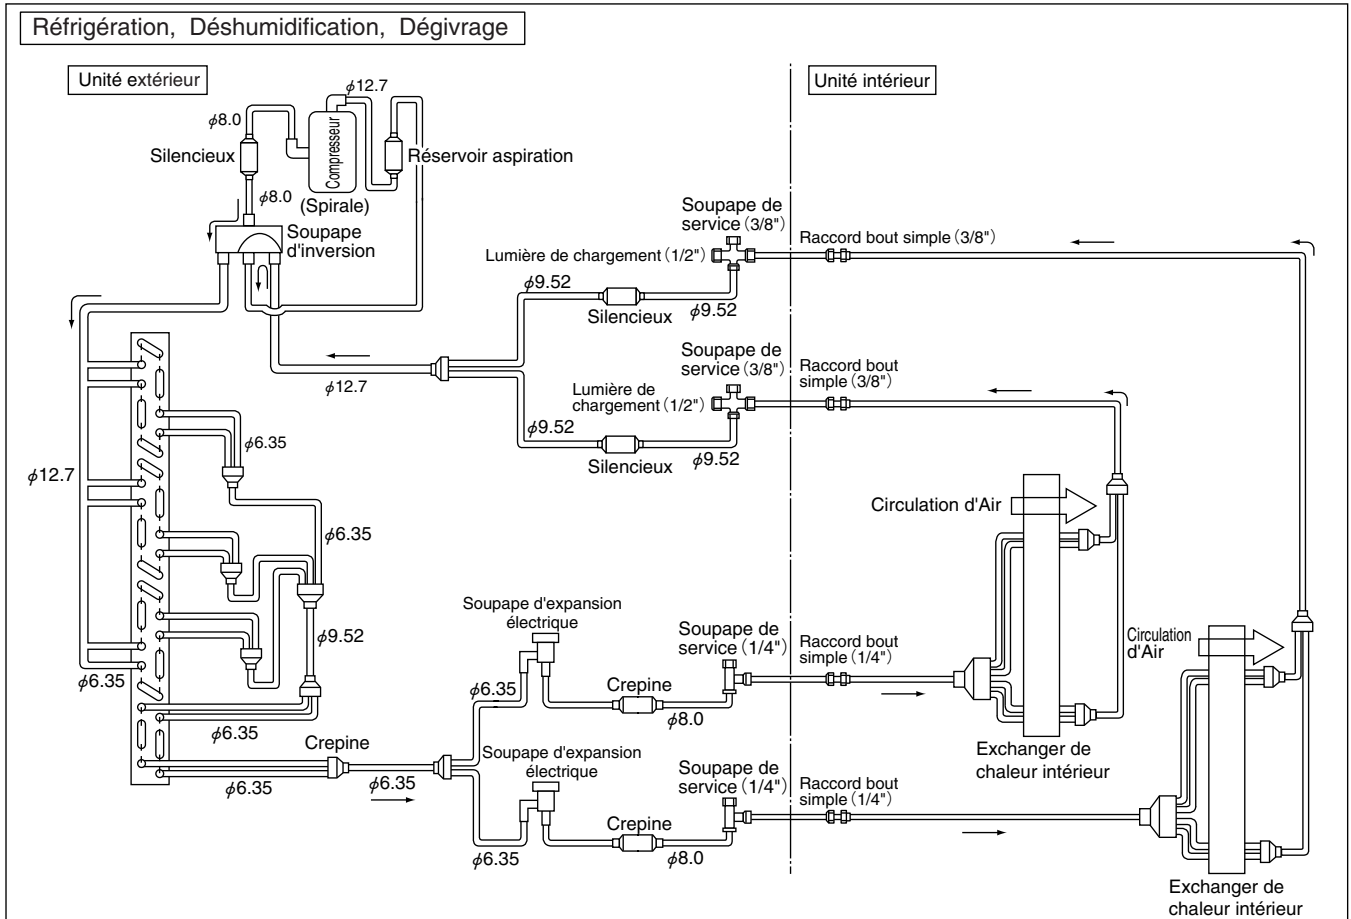 Réfrigération, Déshumidification, Dégivrage
Unité extérieur
Unité intérieur
φ12.7
φ8.0
Silencieux
Compresseur
Réservoir aspiration
φ8.0
(Spirale)
Soupape
d'inversion
Soupape de
service (3/8")
Lumière de chargement (1/2")
Raccord bout simple (3/8")
φ9.52
Silencieux
φ9.52
φ12.7
Soupape de
service (3/8")
Raccord bout
simple (3/8")
Lumière de
chargement (1/2")
φ9.52
Silencieux
φ9.52
φ6.35
φ12.7
φ6.35
Circulation d'Air
Soupape d'expansion
électrique
φ9.52
Soupape de
service (1/4")
Raccord bout
simple (1/4")
Circulation
d'Air
φ6.35
φ6.35
Crepine
φ8.0
φ6.35
Crepine
Soupape d'expansion
électrique
Exchanger de
chaleur intérieur
φ6.35
φ6.35
Soupape de
service (1/4")
Raccord bout
simple (1/4")
Crepine
φ6.35
φ8.0
Exchanger de
chaleur intérieur